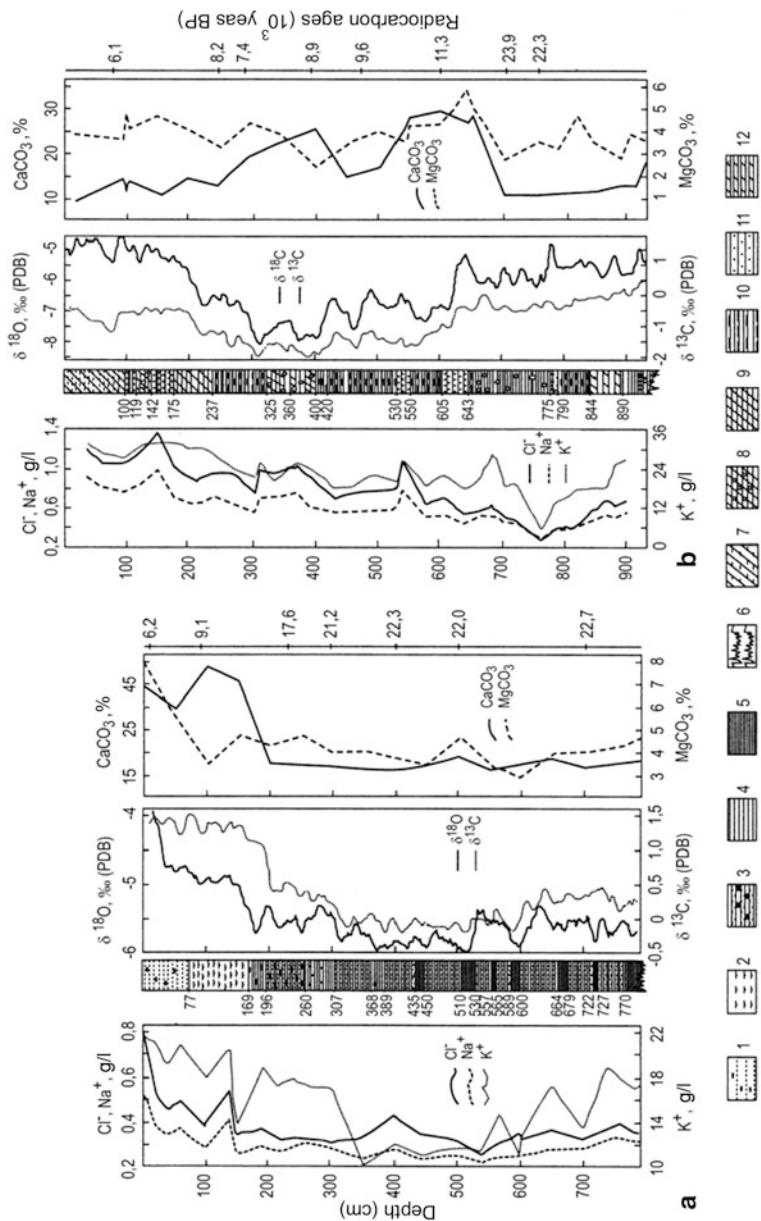 Radiocarbon ages (10³ yeas BP)
6,2 9,1 17,6 21,2 22,3 22,0 22,7
CaCO₃, %
45
25
15
8
7
6
5
4
3
MgCO₃, %
CaCO₃
MgCO₃
δ ¹⁸O, ‰ (PDB)
-4
-5
-6
1,5
1,0
0,5
0
-0,5
δ ¹³C, ‰ (PDB)
δ¹⁸O
δ¹³C
77 169 196 260 307 368 389 435 450 510 530 557 565 589 600 664 679 722 727 770
Cl⁻, Na⁺, g/l
0,8
0,6
0,4
0,2
22
18
14
10
K⁺, g/l
Cl⁻
Na⁺
K⁺
100 200 300 400 500 600 700
Depth (cm)
a
6,1 8,2 7,4 8,9 9,6 11,3 23,9 22,3
CaCO₃, %
30
20
10
6
5
4
3
2
1
MgCO₃, %
CaCO₃
MgCO₃
δ ¹⁸O, ‰ (PDB)
-5
-6
-7
-8
1
0
-1
-2
δ ¹³C, ‰ (PDB)
δ ¹⁸C
δ ¹³C
100 119 142 175 237 325 360 400 420 530 550 605 643 775 790 844 890
Cl⁻, Na⁺, g/l
1,4
1,0
0,6
0,2
36
24
12
0
K⁺, g/l
Cl⁻
Na⁺
K⁺
100 200 300 400 500 600 700 800 900
b
1 2 3 4 5 6 7 8 9 10 11 12